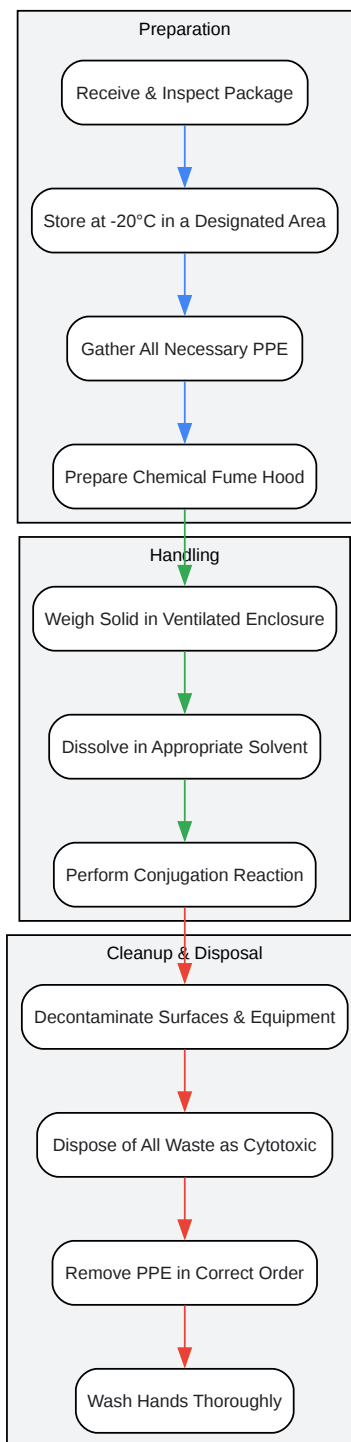 Preparation
Receive & Inspect Package
Store at -20°C in a Designated Area
Gather All Necessary PPE
Prepare Chemical Fume Hood
Handling
Weigh Solid in Ventilated Enclosure
Dissolve in Appropriate Solvent
Perform Conjugation Reaction
Cleanup & Disposal
Decontaminate Surfaces & Equipment
Dispose of All Waste as Cytotoxic
Remove PPE in Correct Order
Wash Hands Thoroughly